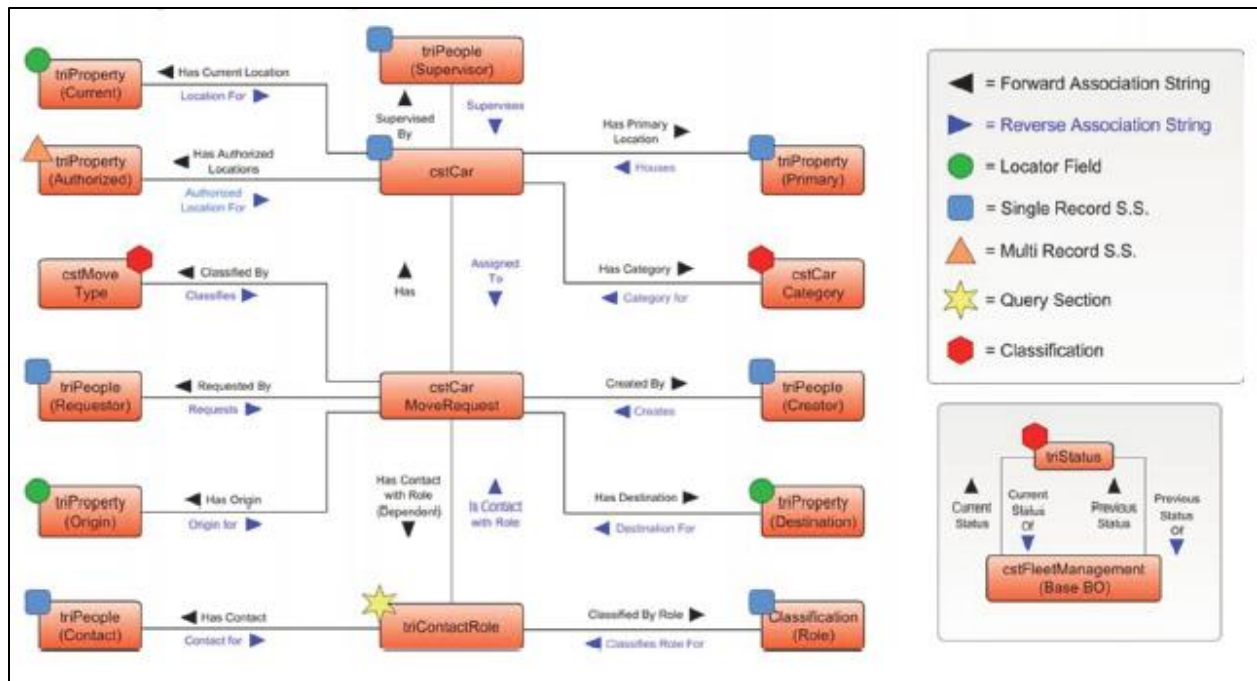 triProperty
(Current)
Has Current Location
Location For
triPeople
(Supervisor)
Supervised
By
Supervises
triProperty
(Authorized)
Has Authorized
Locations
Authorized
Location For
cstCar
Has Primary
Location
Houses
triProperty
(Primary)
cstMove
Type
Classified By
Classifies
Has
Assigned
To
Has Category
Category for
cstCar
Category
triPeople
(Requestor)
Requested By
Requests
cstCar
MoveRequest
Created By
Creates
triPeople
(Creator)
triProperty
(Origin)
Has Origin
Origin for
Has Contact
with Role
(Dependent)
Is Contact
with Role
Has Destination
Destination For
triProperty
(Destination)
triPeople
(Contact)
Has Contact
Contact for
triContactRole
Classified By Role
Classifies Role For
Classification
(Role)
= Forward Association String
= Reverse Association String
= Locator Field
= Single Record S.S.
= Multi Record S.S.
= Query Section
= Classification
triStatus
Current
Status
Current
Status
Of
Previous
Status
Previous
Status
Of
cstFleetManagement
(Base BO)